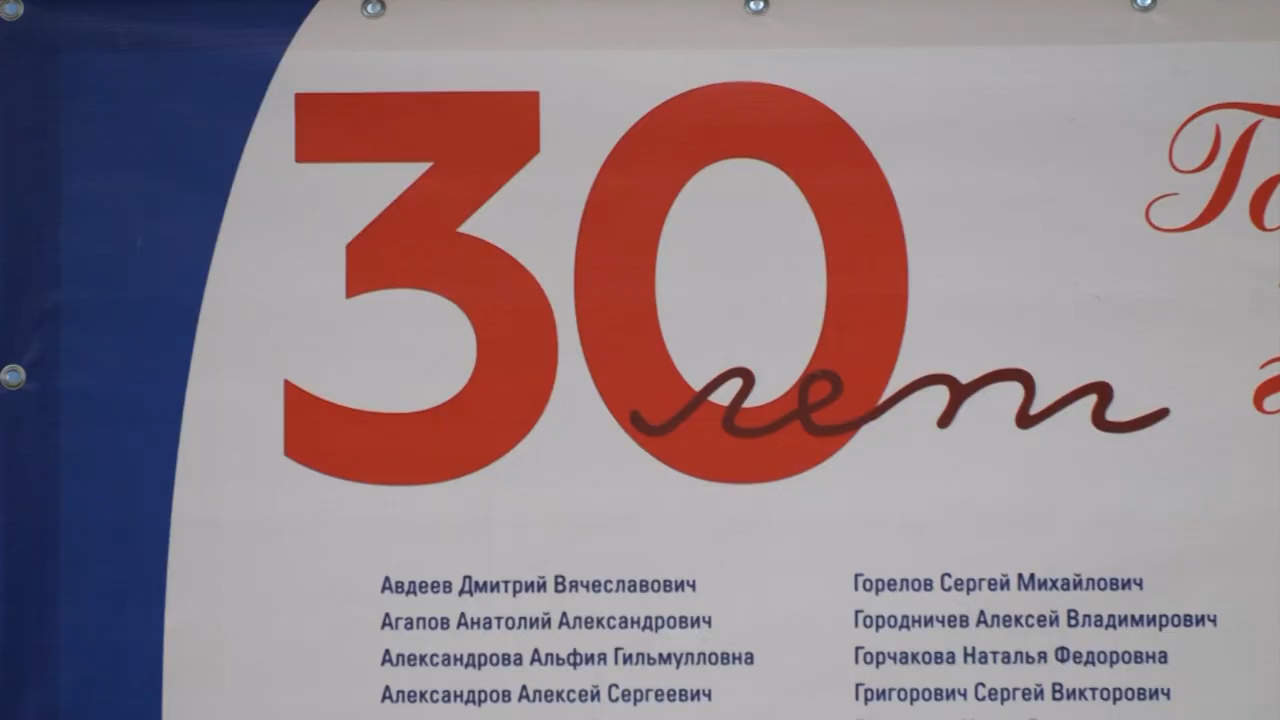 30
лет
Авдеев Дмитрий Вячеславович
Агапов Анатолий Александрович
Александрова Альфия Гильмулловна
Александров Алексей Сергеевич
Горелов Сергей Михайлович
Городничев Алексей Владимирович
Горчакова Наталья Федоровна
Григорович Сергей Викторович